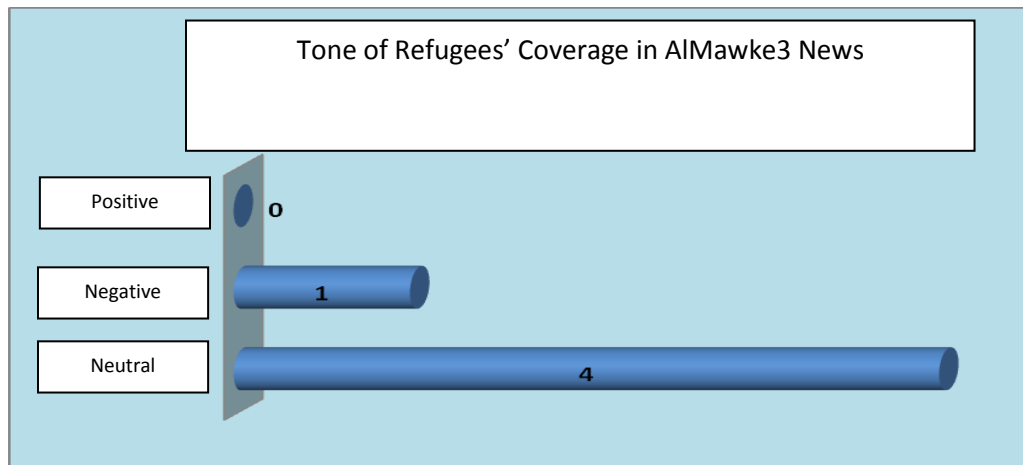 Tone of Refugees’ Coverage in AlMawke3 News
Positive
0
Negative
1
Neutral
4